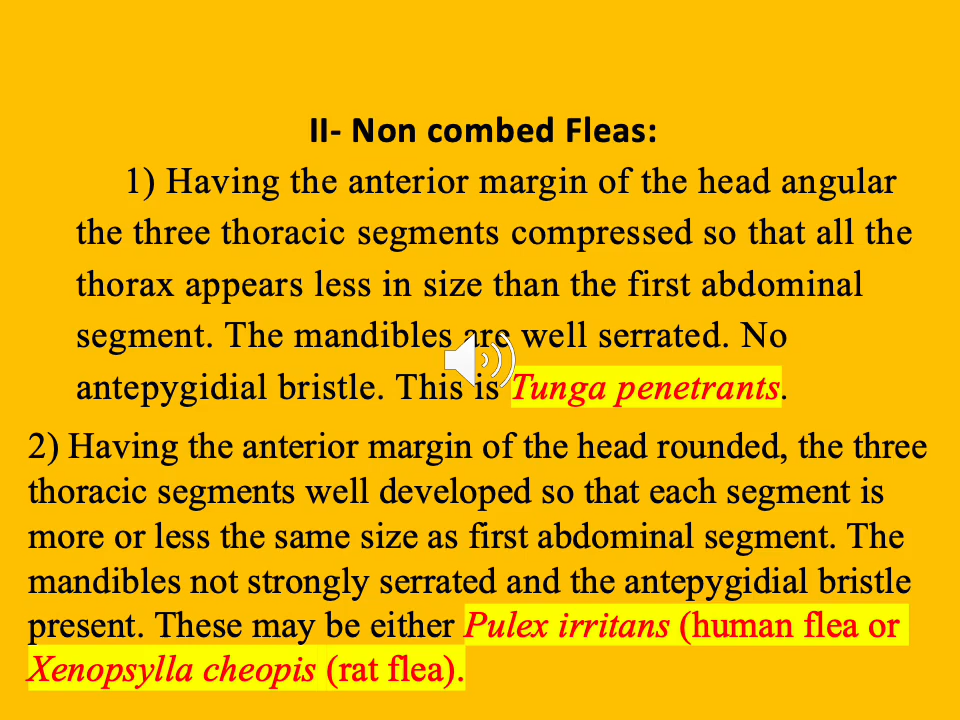 II- Non combed Fleas:
1) Having the anterior margin of the head angular
the three thoracic segments compressed so that all the
thorax appears less in size than the first abdominal
segment. The mandibles are well serrated. No
antepygidial bristle. This is Tunga penetrants.
2) Having the anterior margin of the head rounded, the three
thoracic segments well developed so that each segment is
more or less the same size as first abdominal segment. The
mandibles not strongly serrated and the antepygidial bristle
present. These may be either Pulex irritans (human flea or
Xenopsylla cheopis (rat flea).